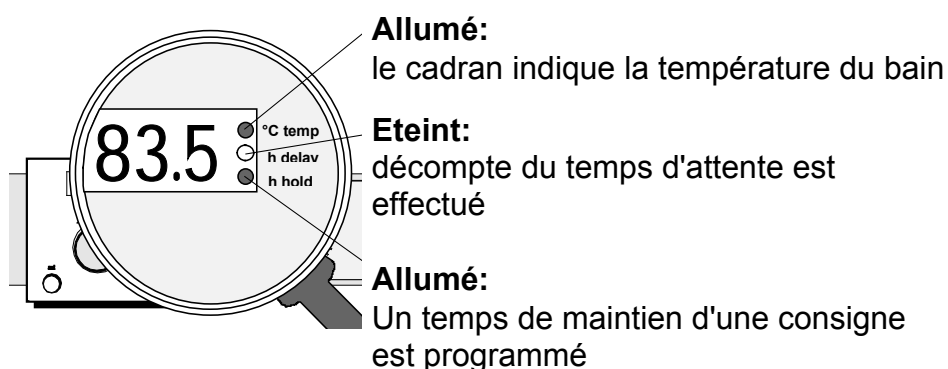 Allumé:
le cadran indique la température du bain
83.5
°C temp
h delay
h hold
Eteint:
décompte du temps d'attente est
effectué
Allumé:
Un temps de maintien d'une consigne
est programmé